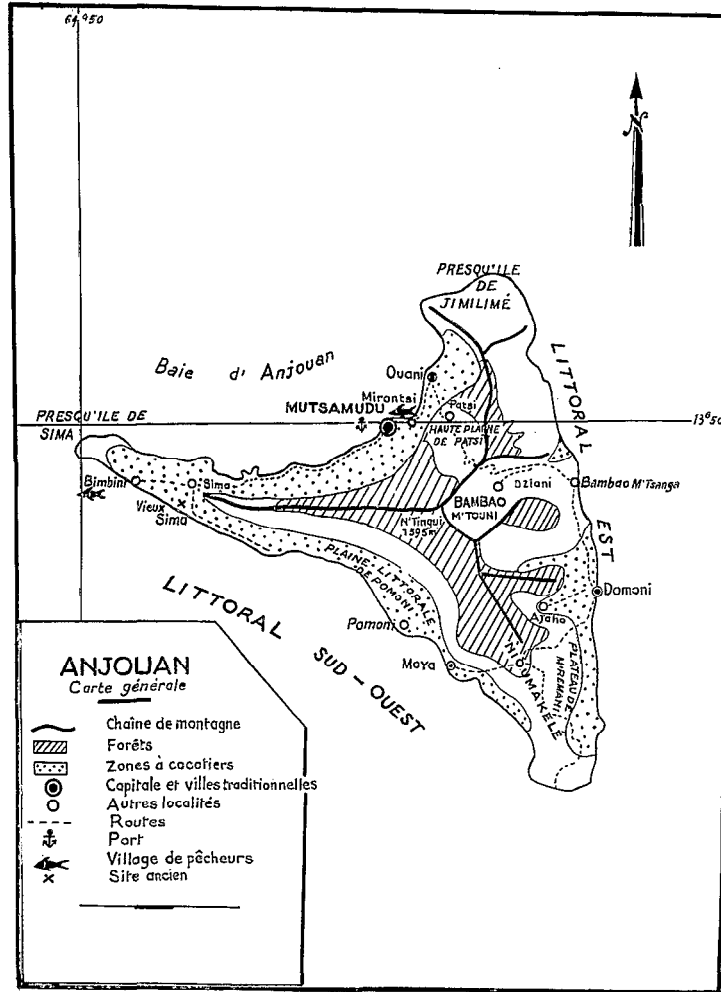 64°50
N
PRESQU'ILE
DE
JIMILIMÉ
Baie d' Anjouan
LITTORAL EST
Ouani
Mirontsi
MUTSAMUDU
Patsi
PRESQU'ILE DE
SIMA
13°50
HAUTE PLAINE
DE PATSI
Bimbini
Sima
Vieux
Sima
Dziani
Bambao M'Tsanga
BAMBAO
M'TOUNI
N'Tingui
1595m
PLAINE LITTORALE
DE POMONI
LITTORAL SUD-OUEST
Pomoni
Moya
Ajaho
Domoni
NIOUMAKELÉ
PLATEAU DE
M'REMANI
ANJOUAN
Carte générale
Chaîne de montagne
Forêts
Zones à cocotiers
Capitale et villes traditionnelles
Autres localités
Routes
Port
Village de pêcheurs
Site ancien